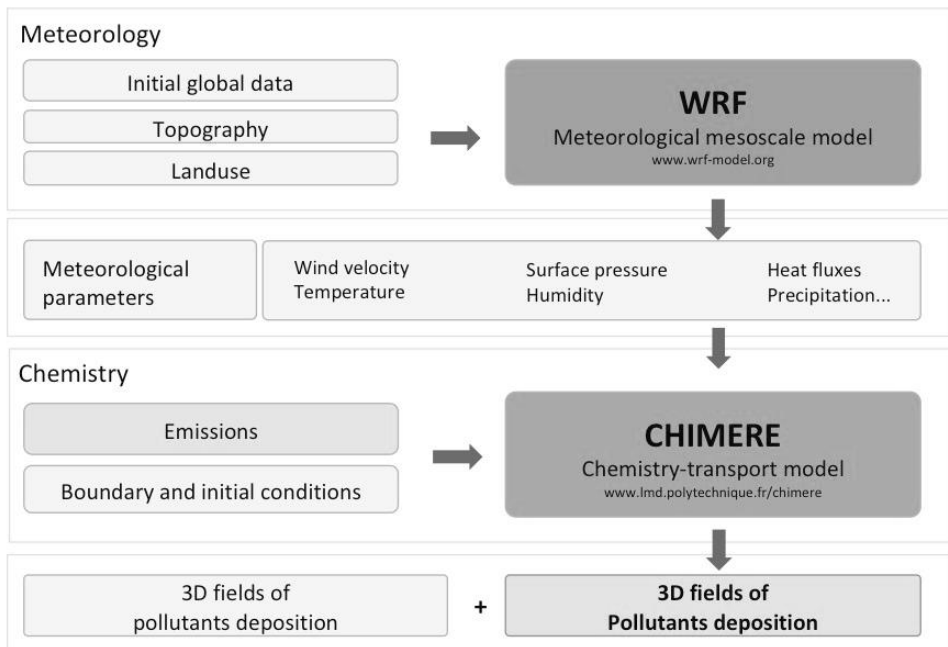 Meteorology
Initial global data
Topography
Landuse
WRF
Meteorological mesoscale model
www.wrf-model.org
Meteorological
parameters
Wind velocity
Temperature
Surface pressure
Humidity
Heat fluxes
Precipitation...
Chemistry
Emissions
Boundary and initial conditions
CHIMERE
Chemistry-transport model
www.lmd.polytechnique.fr/chimere
3D fields of
pollutants deposition
+
3D fields of
Pollutants deposition